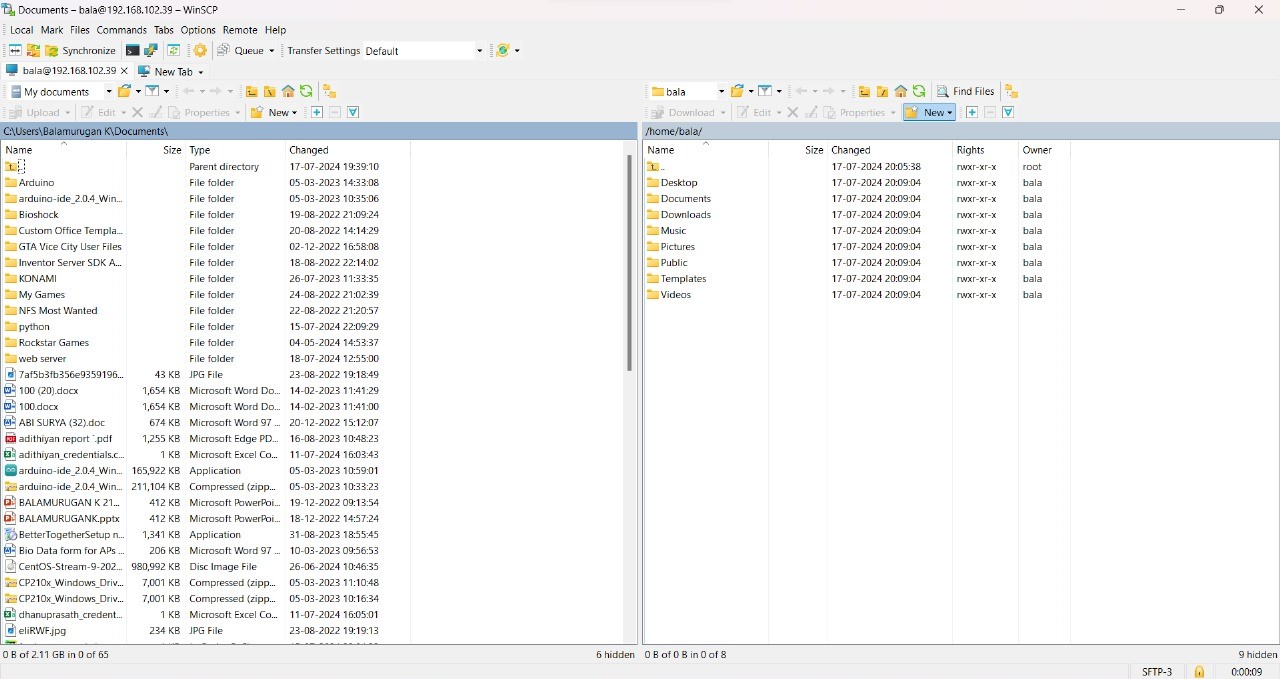 Documents – bala@192.168.102.39 – WinSCP
Local Mark Files Commands Tabs Options Remote Help
Synchronize Queue Transfer Settings Default
bala@192.168.102.39 New Tab
My documents bala Find Files
Upload Edit Properties New Download Edit Properties New
C:\Users\Balamurugan K\Documents\ /home/bala/
Name Size Type Changed
Parent directory 17-07-2024 19:39:10
Arduino File folder 05-03-2023 14:33:08
arduino-ide_2.0.4_Win... File folder 05-03-2023 10:35:06
Bioshock File folder 19-08-2022 21:09:24
Custom Office Templa... File folder 20-08-2022 14:14:29
GTA Vice City User Files File folder 02-12-2022 16:58:08
Inventor Server SDK A... File folder 18-08-2022 22:14:02
KONAMI File folder 26-07-2023 11:33:35
My Games File folder 24-08-2022 21:02:39
NFS Most Wanted File folder 22-08-2022 21:20:57
python File folder 15-07-2024 22:09:29
Rockstar Games File folder 04-05-2024 14:53:37
web server File folder 18-07-2024 12:55:00
7af5b3fb356e9359196... 43 KB JPG File 23-08-2022 19:18:49
100 (20).docx 1,654 KB Microsoft Word Do... 14-02-2023 11:41:29
100.docx 1,654 KB Microsoft Word Do... 14-02-2023 11:41:00
ABI SURYA (32).doc 674 KB Microsoft Word 97 ... 20-12-2022 15:12:07
adithiyan report `.pdf 1,255 KB Microsoft Edge PD... 16-08-2023 10:48:23
adithiyan_credentials.c... 1 KB Microsoft Excel Co... 11-07-2024 16:03:43
arduino-ide_2.0.4_Win... 165,922 KB Application 05-03-2023 10:59:01
arduino-ide_2.0.4_Win... 211,104 KB Compressed (zipp... 05-03-2023 10:33:23
BALAMURUGAN K 21... 412 KB Microsoft PowerPoi... 19-12-2022 09:13:54
BALAMURUGANK.pptx 412 KB Microsoft PowerPoi... 18-12-2022 14:57:24
BetterTogetherSetup n... 1,341 KB Application 31-08-2023 18:55:45
Bio Data form for APs ... 206 KB Microsoft Word 97 ... 10-03-2023 09:56:53
CentOS-Stream-9-202... 980,992 KB Disc Image File 26-06-2024 10:46:35
CP210x_Windows_Driv... 7,001 KB Compressed (zipp... 05-03-2023 11:10:48
CP210x_Windows_Driv... 7,001 KB Compressed (zipp... 05-03-2023 10:16:34
dhanuprasath_credent... 1 KB Microsoft Excel Co... 11-07-2024 16:05:01
eliRWF.jpg 234 KB JPG File 23-08-2022 19:19:13
Name Size Changed Rights Owner
.. 17-07-2024 20:05:38 rwxr-xr-x root
Desktop 17-07-2024 20:09:04 rwxr-xr-x bala
Documents 17-07-2024 20:09:04 rwxr-xr-x bala
Downloads 17-07-2024 20:09:04 rwxr-xr-x bala
Music 17-07-2024 20:09:04 rwxr-xr-x bala
Pictures 17-07-2024 20:09:04 rwxr-xr-x bala
Public 17-07-2024 20:09:04 rwxr-xr-x bala
Templates 17-07-2024 20:09:04 rwxr-xr-x bala
Videos 17-07-2024 20:09:04 rwxr-xr-x bala
0 B of 2.11 GB in 0 of 65 6 hidden 0 B of 0 B in 0 of 8 9 hidden
SFTP-3 0:00:09